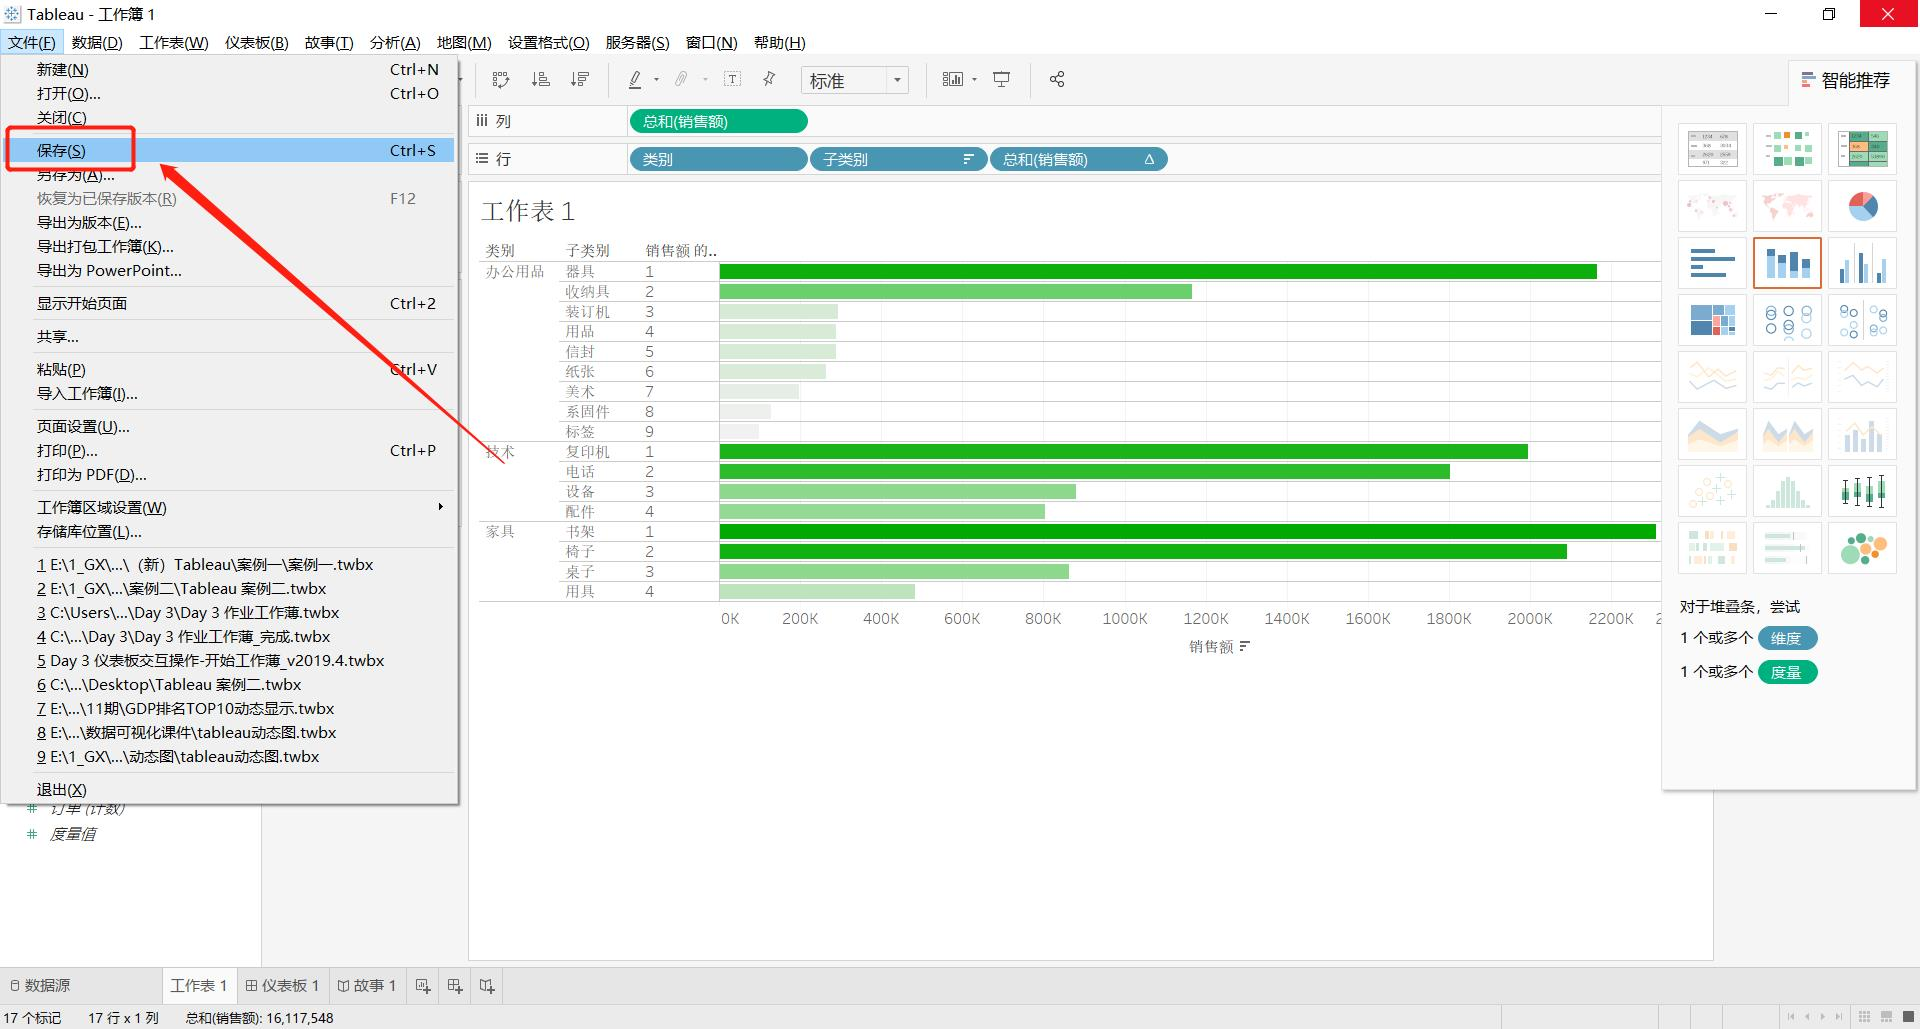 Tableau - 工作簿 1
文件(F) 数据(D) 工作表(W) 仪表板(B) 故事(T) 分析(A) 地图(M) 设置格式(O) 服务器(S) 窗口(N) 帮助(H)
新建(N) Ctrl+N
打开(O)... Ctrl+O
关闭(C)
保存(S) Ctrl+S
另存为(A)...
恢复为已保存版本(R) F12
导出为版本(E)...
导出打包工作簿(K)...
导出为 PowerPoint...
显示开始页面 Ctrl+2
共享...
粘贴(P) Ctrl+V
导入工作簿(I)...
页面设置(U)...
打印(P)... Ctrl+P
打印为 PDF(D)...
工作簿区域设置(W)
存储库位置(L)...
1 E:\1_GX\...\（新）Tableau\案例一\案例一.twbx
2 E:\1_GX\...\案例二\Tableau 案例二.twbx
3 C:\Users\...\Day 3\Day 3 作业工作薄.twbx
4 C:\...\Day 3\Day 3 作业工作薄_完成.twbx
5 Day 3 仪表板交互操作-开始工作薄_v2019.4.twbx
6 C:\...\Desktop\Tableau 案例二.twbx
7 E:\...\11期\GDP排名TOP10动态显示.twbx
8 E:\...\数据可视化课件\tableau动态图.twbx
9 E:\1_GX\...\动态图\tableau动态图.twbx
退出(X)
订单 (计数)
度量值
标准
列 总和(销售额)
行 类别 子类别 总和(销售额) Δ
工作表 1
类别 子类别 销售额 的..
办公用品 器具 1
收纳具 2
装订机 3
用品 4
信封 5
纸张 6
美术 7
系固件 8
标签 9
技术 复印机 1
电话 2
设备 3
配件 4
家具 书架 1
椅子 2
桌子 3
用具 4
0K 200K 400K 600K 800K 1000K 1200K 1400K 1600K 1800K 2000K 2200K 2
销售额
智能推荐
对于堆叠条，尝试
1 个或多个 维度
1 个或多个 度量
数据源 工作表 1 仪表板 1 故事 1
17 个标记 17 行 x 1 列 总和(销售额): 16,117,548